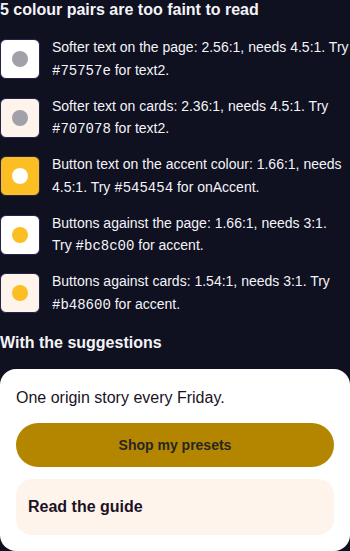 5 colour pairs are too faint to read
Softer text on the page: 2.56:1, needs 4.5:1. Try
#75757e for text2.
Softer text on cards: 2.36:1, needs 4.5:1. Try
#707078 for text2.
Button text on the accent colour: 1.66:1, needs
4.5:1. Try #545454 for onAccent.
Buttons against the page: 1.66:1, needs 3:1.
Try #bc8c00 for accent.
Buttons against cards: 1.54:1, needs 3:1. Try
#b48600 for accent.
With the suggestions
One origin story every Friday.
Shop my presets
Read the guide